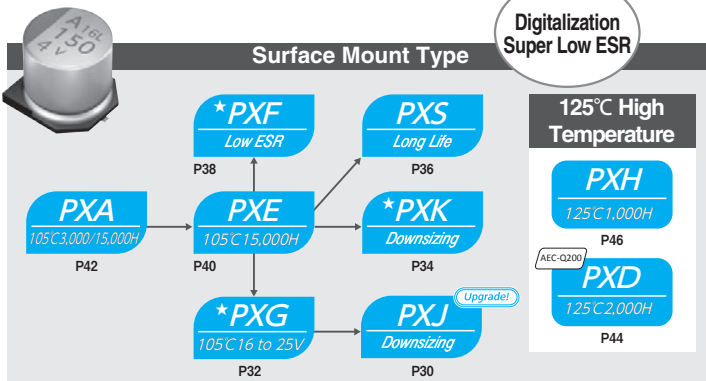 Digitalization
Super Low ESR
Surface Mount Type
A16L
150
4 V
★PXF
Low ESR
P38
PXS
Long Life
P36
125℃ High
Temperature
PXH
125℃1,000H
P46
PXA
105℃3,000/15,000H
P42
PXE
105℃15,000H
P40
★PXK
Downsizing
P34
AEC-Q200
PXD
125℃2,000H
P44
★PXG
105℃16 to 25V
P32
Upgrade!
PXJ
Downsizing
P30